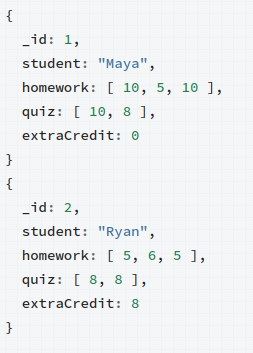 {
  _id: 1,
  student: "Maya",
  homework: [ 10, 5, 10 ],
  quiz: [ 10, 8 ],
  extraCredit: 0
}
{
  _id: 2,
  student: "Ryan",
  homework: [ 5, 6, 5 ],
  quiz: [ 8, 8 ],
  extraCredit: 8
}